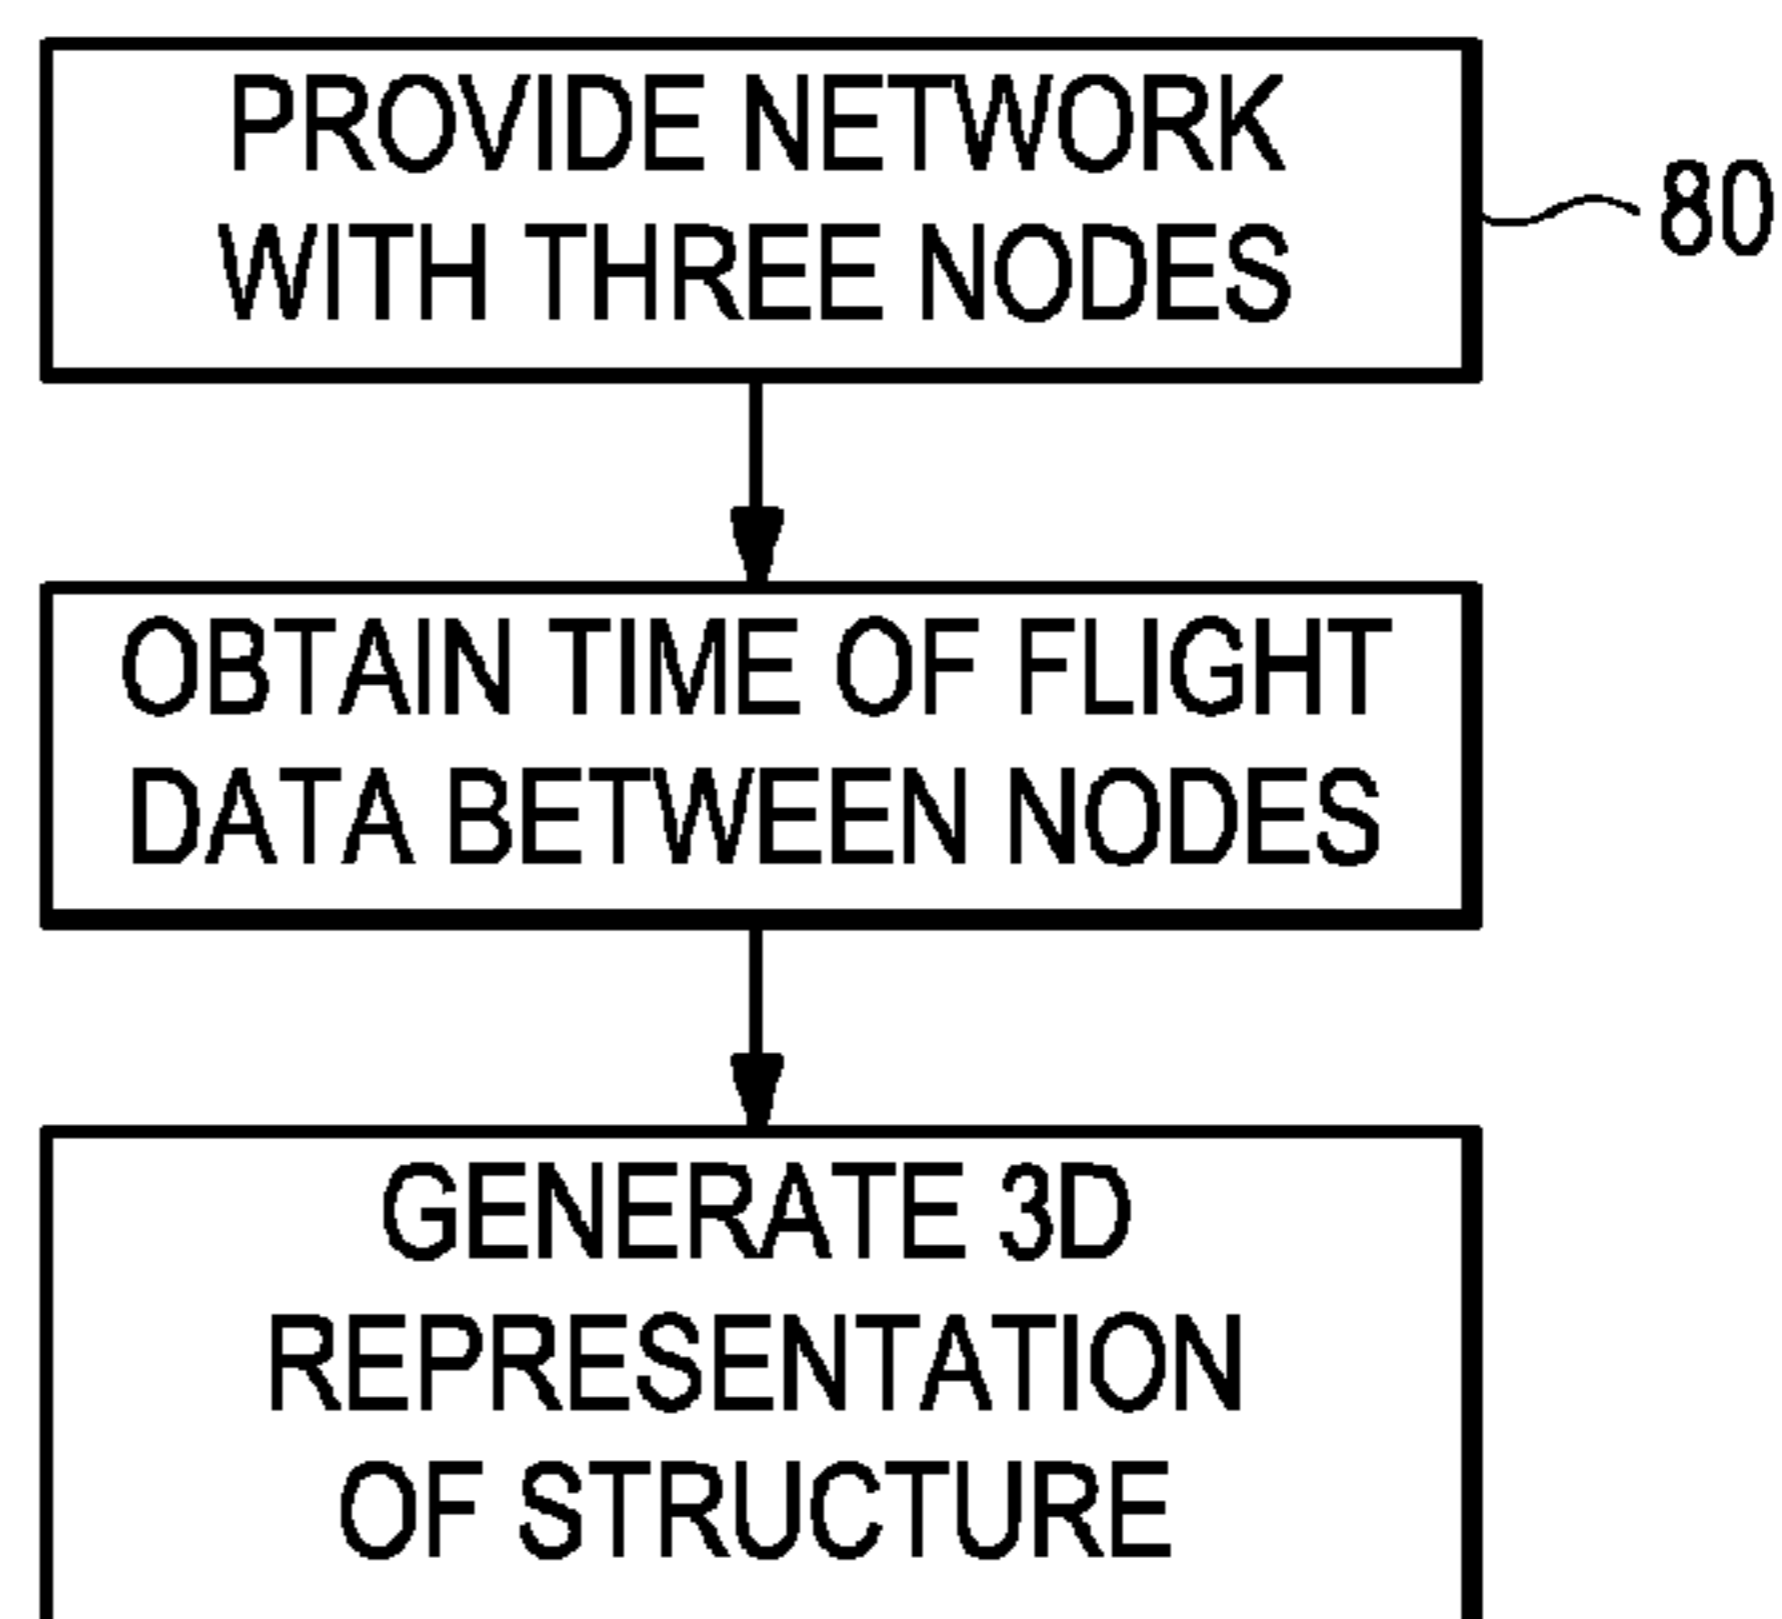 PROVIDE NETWORK
WITH THREE NODES
80
OBTAIN TIME OF FLIGHT
DATA BETWEEN NODES
GENERATE 3D
REPRESENTATION
OF STRUCTURE